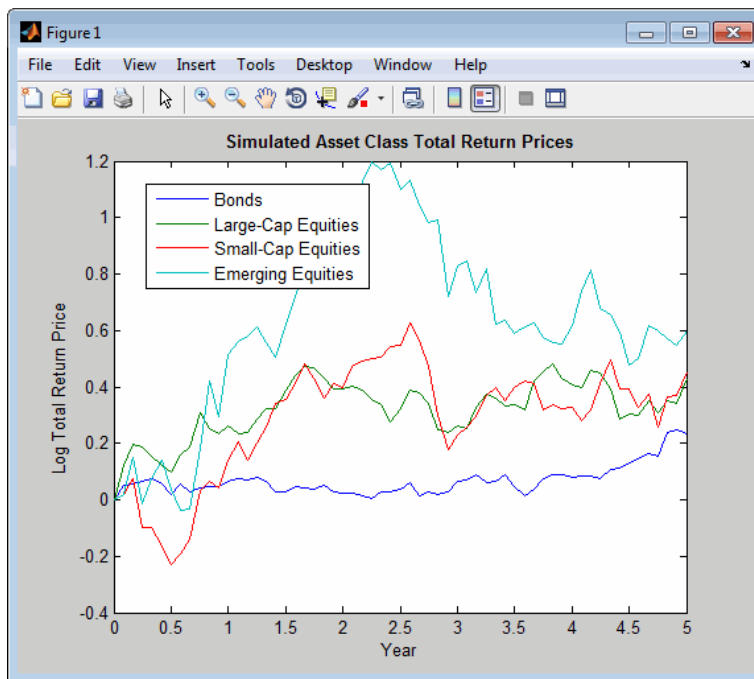 Figure 1
File Edit View Insert Tools Desktop Window Help
Simulated Asset Class Total Return Prices
Bonds
Large-Cap Equities
Small-Cap Equities
Emerging Equities
Log Total Return Price
1.2
1
0.8
0.6
0.4
0.2
0
-0.2
-0.4
0 0.5 1 1.5 2 2.5 3 3.5 4 4.5 5
Year